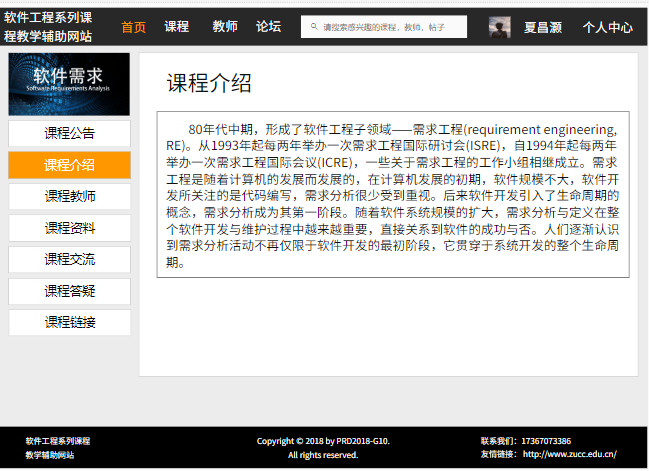 软件工程系列课
程教学辅助网站
首页 课程 教师 论坛 请搜索感兴趣的课程，教师，帖子 夏昌灏 个人中心
软件需求
Software Requirements Analysis
课程公告
课程介绍
课程教师
课程资料
课程交流
课程答疑
课程链接
课程介绍
80年代中期，形成了软件工程子领域——需求工程(requirement engineering,
RE)。从1993年起每两年举办一次需求工程国际研讨会(ISRE)，自1994年起每两年
举办一次需求工程国际会议(ICRE)，一些关于需求工程的工作小组相继成立。需求
工程是随着计算机的发展而发展的，在计算机发展的初期，软件规模不大，软件开
发所关注的是代码编写，需求分析很少受到重视。后来软件开发引入了生命周期的
概念，需求分析成为其第一阶段。随着软件系统规模的扩大，需求分析与定义在整
个软件开发与维护过程中越来越重要，直接关系到软件的成功与否。人们逐渐认识
到需求分析活动不再仅限于软件开发的最初阶段，它贯穿于系统开发的整个生命周
期。
软件工程系列课程
教学辅助网站
Copyright © 2018 by PRD2018-G10.
All rights reserved.
联系我们：17367073386
友情链接： http://www.zucc.edu.cn/